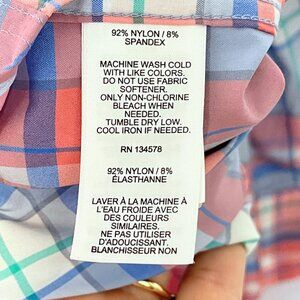 92% NYLON / 8%
SPANDEX
MACHINE WASH COLD
WITH LIKE COLORS.
DO NOT USE FABRIC
SOFTENER.
ONLY NON-CHLORINE
BLEACH WHEN
NEEDED.
TUMBLE DRY LOW.
COOL IRON IF NEEDED.
RN 134578
92% NYLON / 8%
ÉLASTHANNE
LAVER À LA MACHINE À
L'EAU FROIDE AVEC
DES COULEURS
SIMILAIRES.
NE PAS UTILISER
D'ADOUCISSANT.
BLANCHISSEUR NON